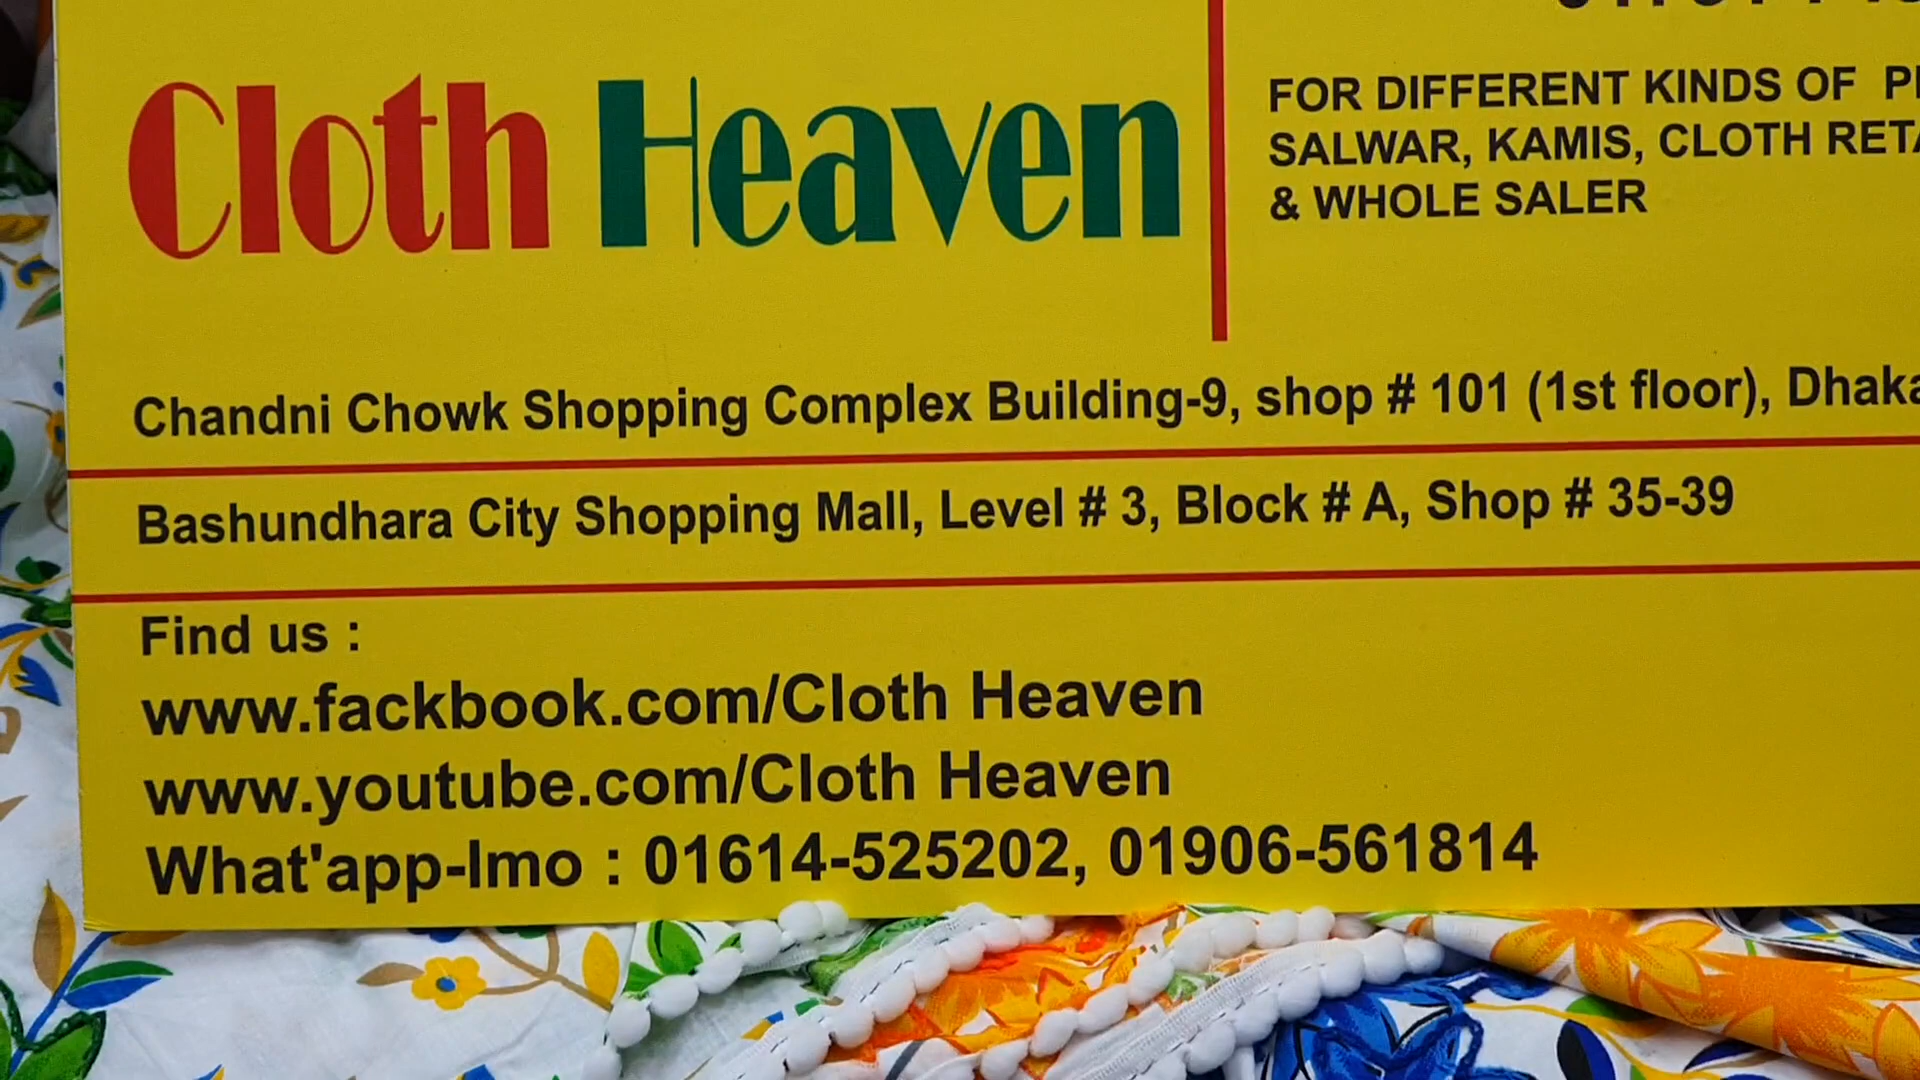 Cloth Heaven
FOR DIFFERENT KINDS OF
SALWAR, KAMIS, CLOTH
& WHOLE SALER
Chandni Chowk Shopping Complex Building-9, shop # 101 (1st floor), Dhaka
Bashundhara City Shopping Mall, Level # 3, Block # A, Shop # 35-39
Find us :
www.fackbook.com/Cloth Heaven
www.youtube.com/Cloth Heaven
What'app-Imo : 01614-525202, 01906-561814